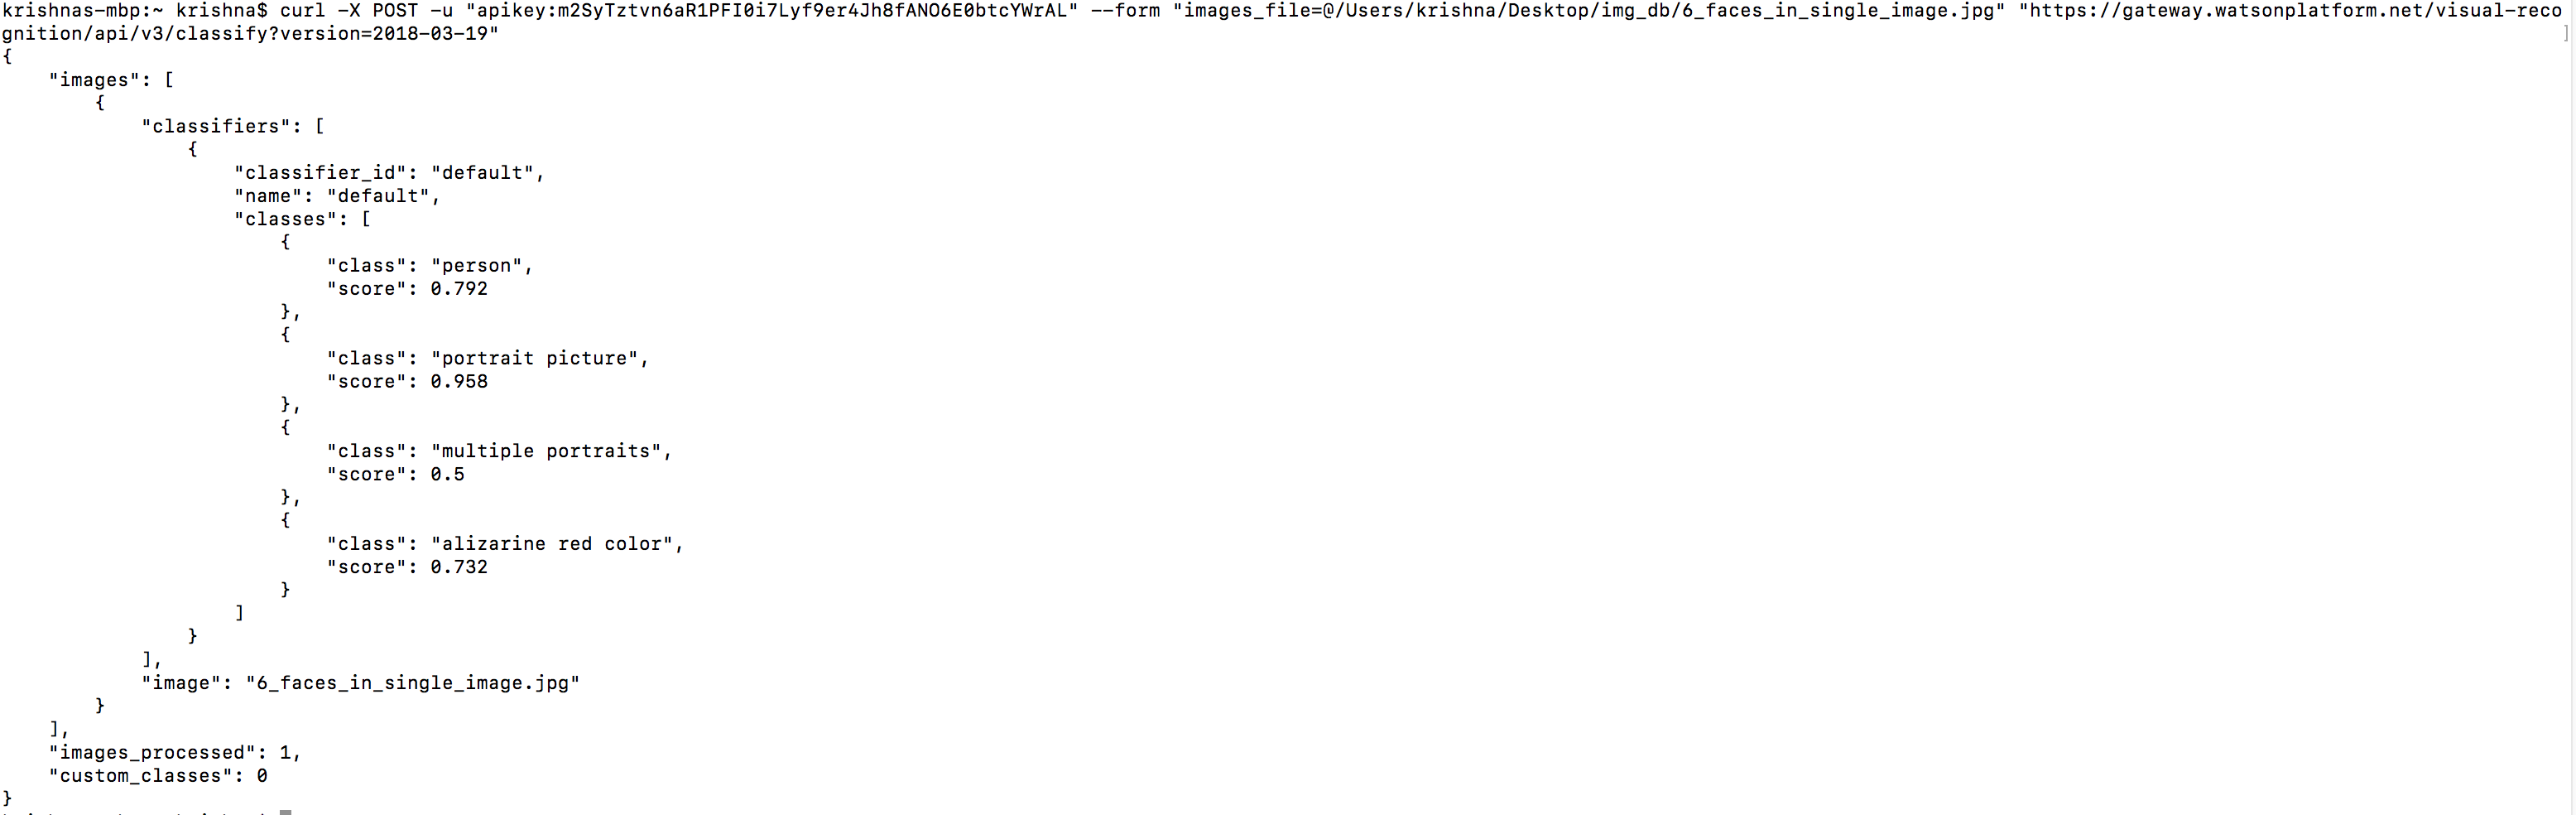 krishnas-mbp:~ krishna$ curl -X POST -u "apikey:m2SyTztvn6aR1PFI0i7Lyf9er4Jh8fANO6E0btcYWrAL" --form "images_file=@/Users/krishna/Desktop/img_db/6_faces_in_single_image.jpg" "https://gateway.watsonplatform.net/visual-reco
gnition/api/v3/classify?version=2018-03-19"
{
    "images": [
        {
            "classifiers": [
                {
                    "classifier_id": "default",
                    "name": "default",
                    "classes": [
                        {
                            "class": "person",
                            "score": 0.792
                        },
                        {
                            "class": "portrait picture",
                            "score": 0.958
                        },
                        {
                            "class": "multiple portraits",
                            "score": 0.5
                        },
                        {
                            "class": "alizarine red color",
                            "score": 0.732
                        }
                    ]
                }
            ],
            "image": "6_faces_in_single_image.jpg"
        }
    ],
    "images_processed": 1,
    "custom_classes": 0
}